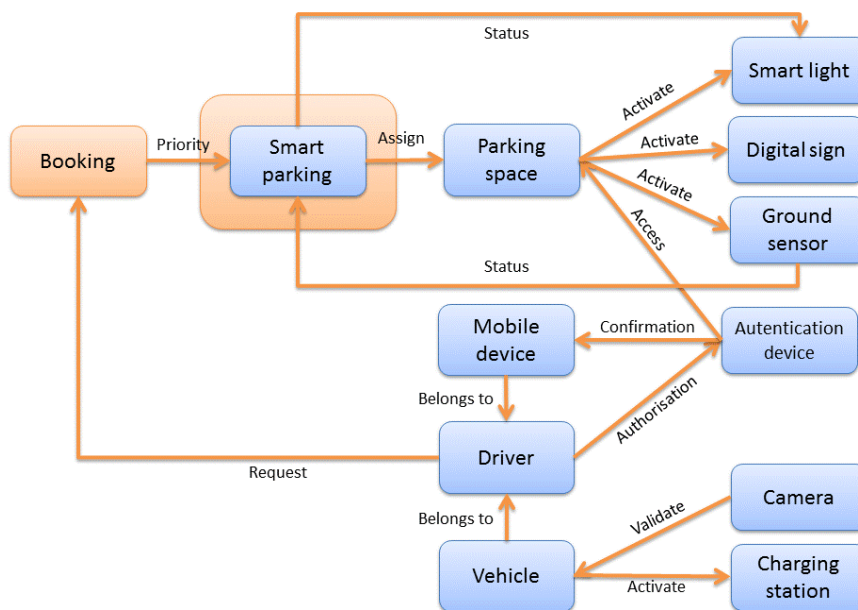 Status
Smart light
Activate
Booking
Priority
Smart
parking
Assign
Parking
space
Activate
Digital sign
Activate
Ground
sensor
Access
Status
Mobile
device
Confirmation
Autentication
device
Belongs to
Authorisation
Driver
Request
Belongs to
Validate
Camera
Vehicle
Activate
Charging
station